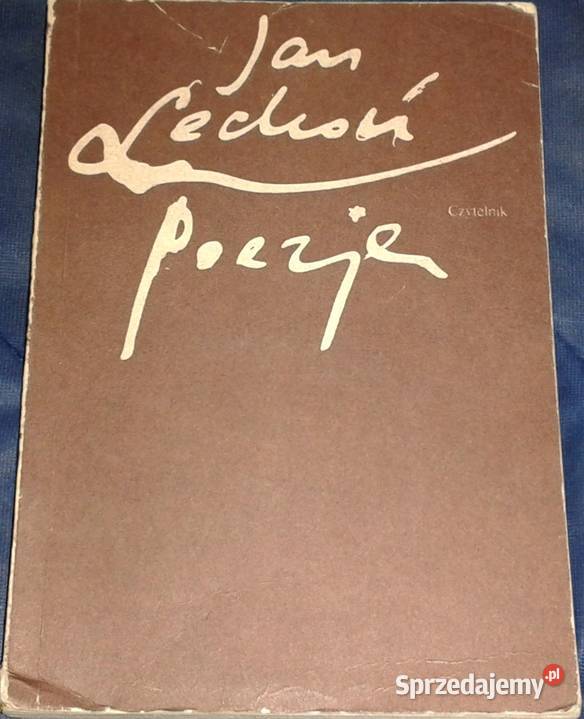 Jan
Lechoń
Poezje
Czytelnik
Sprzedajemy.pl